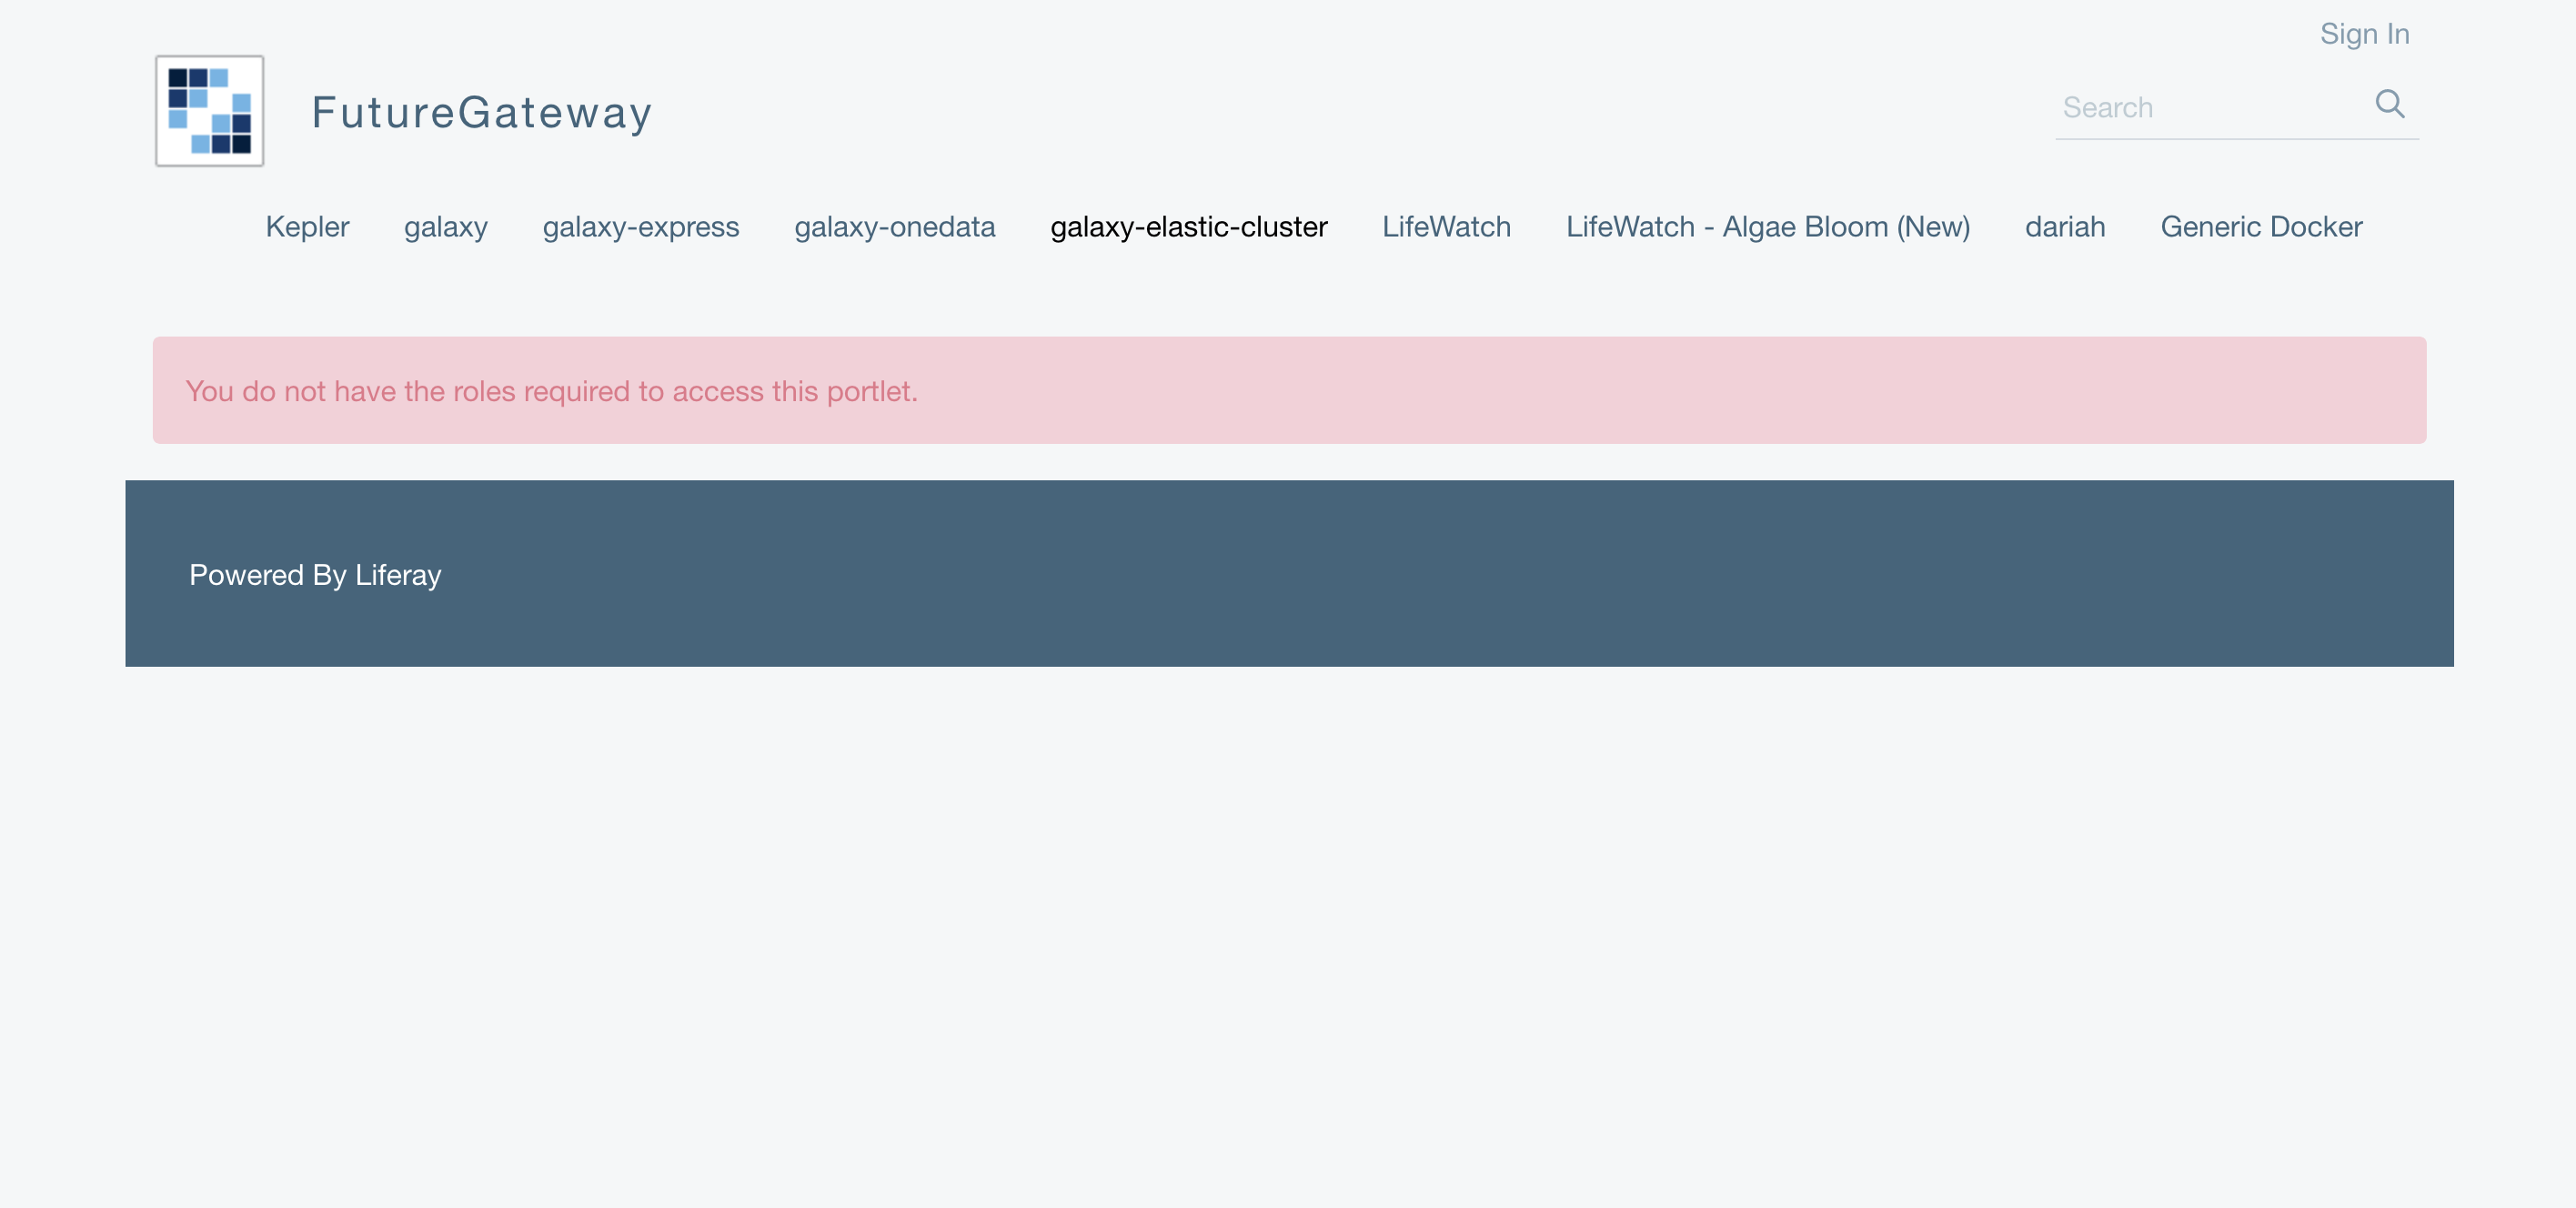 Sign In
FutureGateway
Search
Kepler galaxy galaxy-express galaxy-onedata galaxy-elastic-cluster LifeWatch LifeWatch - Algae Bloom (New) dariah Generic Docker
You do not have the roles required to access this portlet.
Powered By Liferay